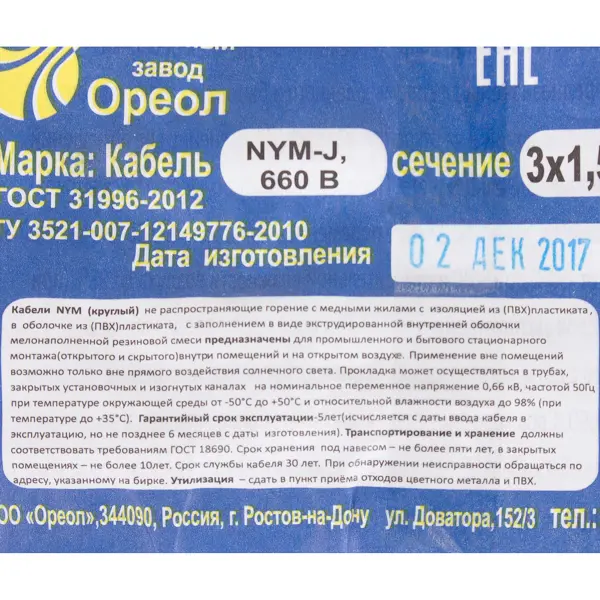 завод
Ореол
EAC
Марка: Кабель NYM-J, 660 В сечение 3х1,5
ГОСТ 31996-2012
ТУ 3521-007-12149776-2010
Дата изготовления 02 ДЕК 2017
Кабели NYM (круглый) не распространяющие горение с медными жилами с изоляцией из (ПВХ)пластиката,
в оболочке из (ПВХ)пластиката, с заполнением в виде экструдированной внутренней оболочки
мелонаполненной резиновой смеси предназначены для промышленного и бытового стационарного
монтажа(открытого и скрытого)внутри помещений и на открытом воздухе. Применение вне помещений
возможно только вне прямого воздействия солнечного света. Прокладка может осуществляться в трубах,
закрытых установочных и изогнутых каналах на номинальное переменное напряжение 0,66 кВ, частотой 50Гц
при температуре окружающей среды от -50°С до +50°С и относительной влажности воздуха до 98% (при
температуре до +35°С). Гарантийный срок эксплуатации-5лет(исчисляется с даты ввода кабеля в
эксплуатацию, но не позднее 6 месяцев с даты изготовления). Транспортирование и хранение должны
соответствовать требованиям ГОСТ 18690. Срок хранения под навесом – не более пяти лет, в закрытых
помещениях – не более 10лет. Срок службы кабеля 30 лет. При обнаружении неисправности обращаться по
адресу, указанному на бирке. Утилизация – сдать в пункт приёма отходов цветного металла и ПВХ.
ОО «Ореол»,344090, Россия, г. Ростов-на-Дону ул. Доватора,152/3 тел.: